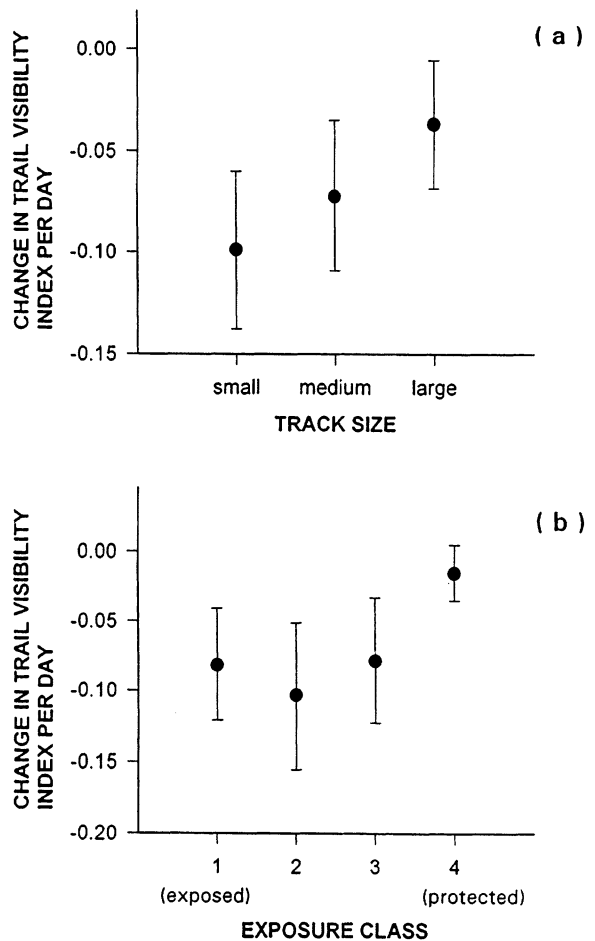 ( a )
CHANGE IN TRAIL VISIBILITY
INDEX PER DAY
0.00
-0.05
-0.10
-0.15
small medium large
TRACK SIZE
( b )
CHANGE IN TRAIL VISIBILITY
INDEX PER DAY
0.00
-0.05
-0.10
-0.15
-0.20
1 2 3 4
(exposed) (protected)
EXPOSURE CLASS